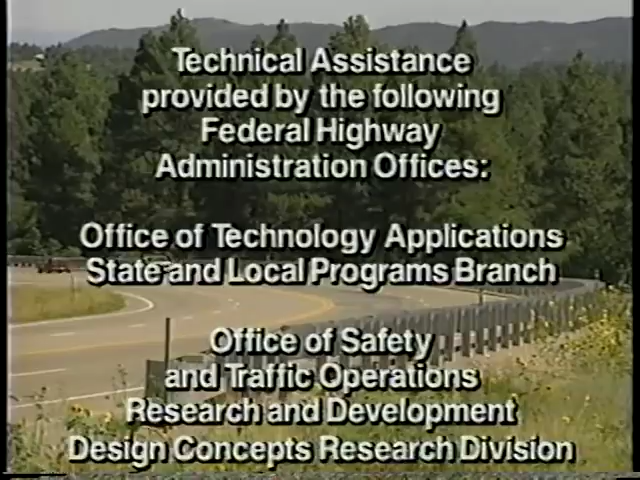 Technical Assistance
provided by the following
Federal Highway
Administration Offices:
Office of Technology Applications
State and Local Programs Branch
Office of Safety
and Traffic Operations
Research and Development
Design Concepts Research Division